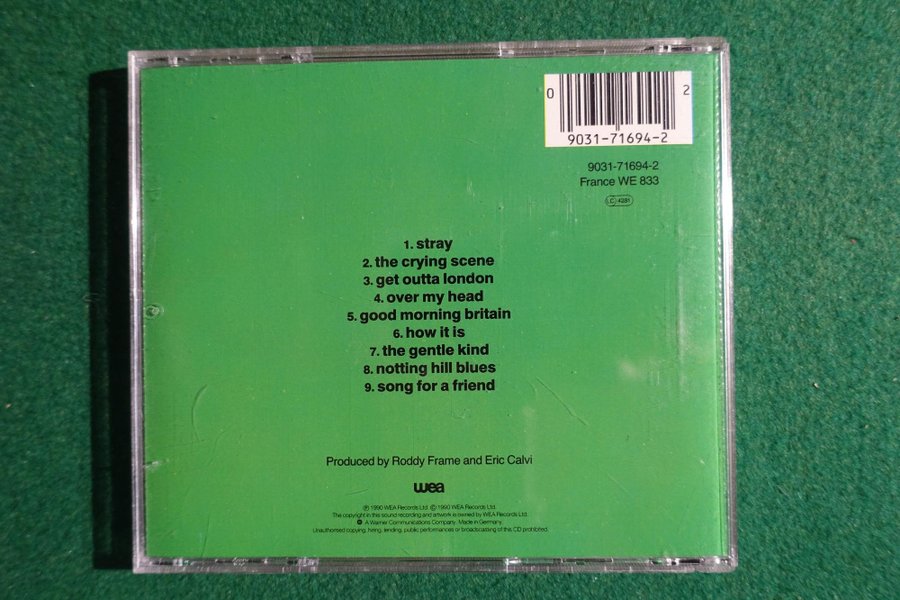 0 2
9031-71694-2
9031-71694-2
France WE 833
LC 4281
1. stray
2. the crying scene
3. get outta london
4. over my head
5. good morning britain
6. how it is
7. the gentle kind
8. notting hill blues
9. song for a friend
Produced by Roddy Frame and Eric Calvi
wea
℗ 1990 WEA Records Ltd. © 1990 WEA Records Ltd.
The copyright in this sound recording and artwork is owned by WEA Records Ltd.
A Warner Communications Company. Made in Germany.
Unauthorised copying, hiring, lending, public performances or broadcasting of this CD prohibited.